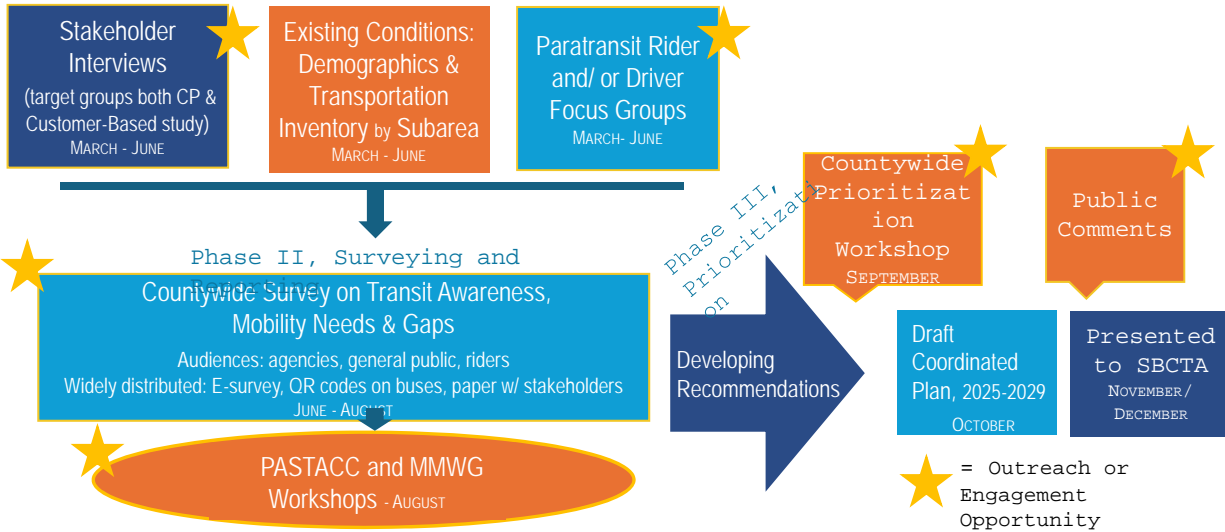 Stakeholder
Interviews
(target groups both CP &
Customer-Based study)
MARCH - JUNE
Existing Conditions:
Demographics &
Transportation
Inventory by Subarea
MARCH - JUNE
Paratransit Rider
and/ or Driver
Focus Groups
MARCH- JUNE
Phase II, Surveying and
Reporting
Countywide Survey on Transit Awareness,
Mobility Needs & Gaps
Audiences: agencies, general public, riders
Widely distributed: E-survey, QR codes on buses, paper w/ stakeholders
JUNE - AUGUST
PASTACC and MMWG
Workshops - AUGUST
Phase III,
Prioritizati
on
Developing
Recommendations
Countywide
Prioritizat
ion
Workshop
SEPTEMBER
Public
Comments
Draft
Coordinated
Plan, 2025-2029
OCTOBER
Presented
to SBCTA
NOVEMBER/
DECEMBER
= Outreach or
Engagement
Opportunity